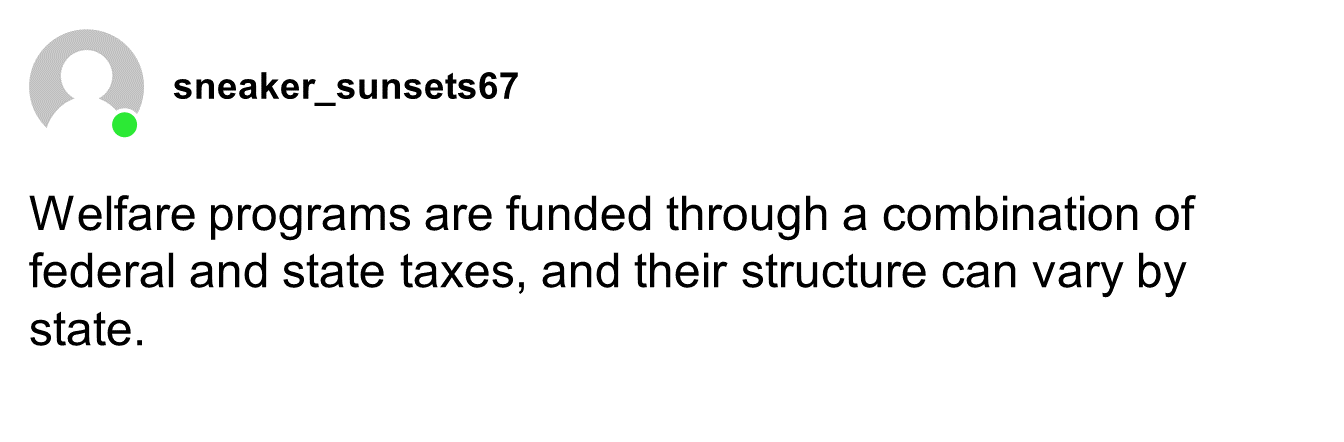 sneaker_sunsets67
Welfare programs are funded through a combination of
federal and state taxes, and their structure can vary by
state.